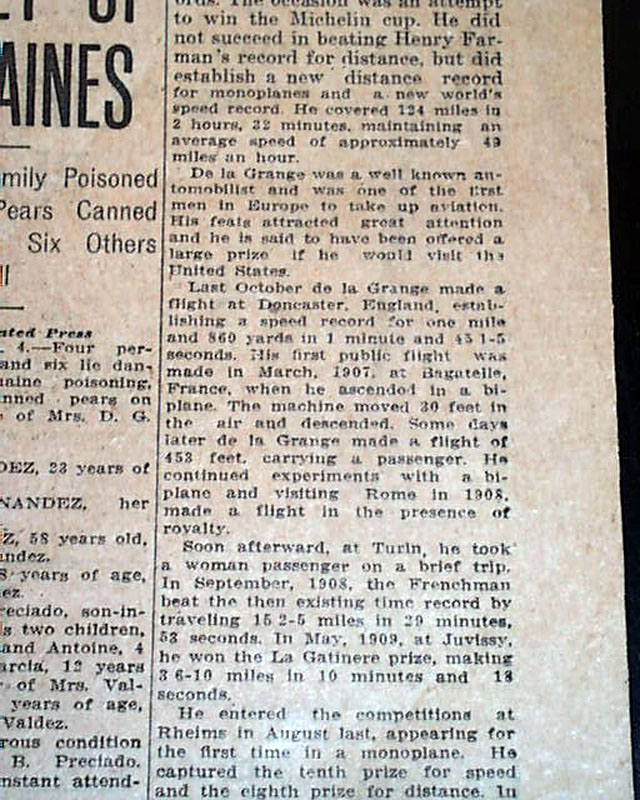 OF
AINES
mily Poisoned
Pears Canned
Six Others
ll
ated Press
4.—Four per-
and six lie dan-
aine poisoning,
nned pears on
of Mrs. D. G.
DEZ, 23 years of
NANDEZ, her
Z, 58 years old,
andez.
8 years of age,
ez.
reciado, son-in-
s two children,
and Antoine, 4
arcia, 12 years
of Mrs. Val-
years of age,
Valdez.
rous condition
B. Preciado.
nstant attend-
ords. The occasion was an attempt
to win the Michelin cup. He did
not succeed in beating Henry Far-
man's record for distance, but did
establish a new distance record
for monoplanes and a new world's
speed record. He covered 124 miles in
2 hours, 32 minutes, maintaining an
average speed of approximately 49
miles an hour.
De la Grange was a well known au-
tomobilist and was one of the first
men in Europe to take up aviation.
His feats attracted great attention
and he is said to have been offered a
large prize if he would visit the
United States.
Last October de la Grange made a
flight at Doncaster, England, estab-
lishing a speed record for one mile
and 860 yards in 1 minute and 45 1-5
seconds. His first public flight was
made in March, 1907, at Bagatelle,
France, when he ascended in a bi-
plane. The machine moved 30 feet in
the air and descended. Some days
later de la Grange made a flight of
453 feet, carrying a passenger. He
continued experiments with a bi-
plane and visiting Rome in 1908,
made a flight in the presence of
royalty.
Soon afterward, at Turin, he took
a woman passenger on a brief trip.
In September, 1908, the Frenchman
beat the then existing time record by
traveling 15 2-5 miles in 29 minutes,
53 seconds. In May, 1909, at Juvissy,
he won the La Gatinere prize, making
3 6-10 miles in 10 minutes and 18
seconds.
He entered the competitions at
Rheims in August last, appearing for
the first time in a monoplane. He
captured the tenth prize for speed
and the eighth prize for distance. In